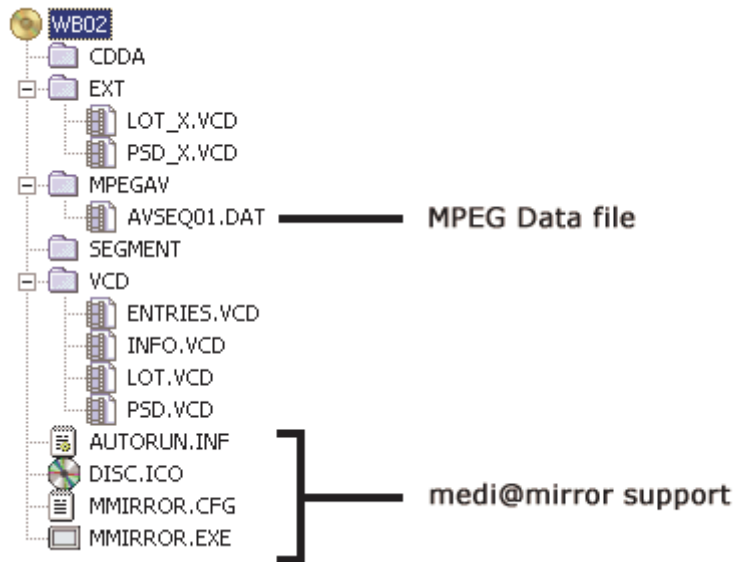 WB02
CDDA
EXT
LOT_X.VCD
PSD_X.VCD
MPEGAV
AVSEQ01.DAT MPEG Data file
SEGMENT
VCD
ENTRIES.VCD
INFO.VCD
LOT.VCD
PSD.VCD
AUTORUN.INF
DISC.ICO
MMIRROR.CFG medi@mirror support
MMIRROR.EXE